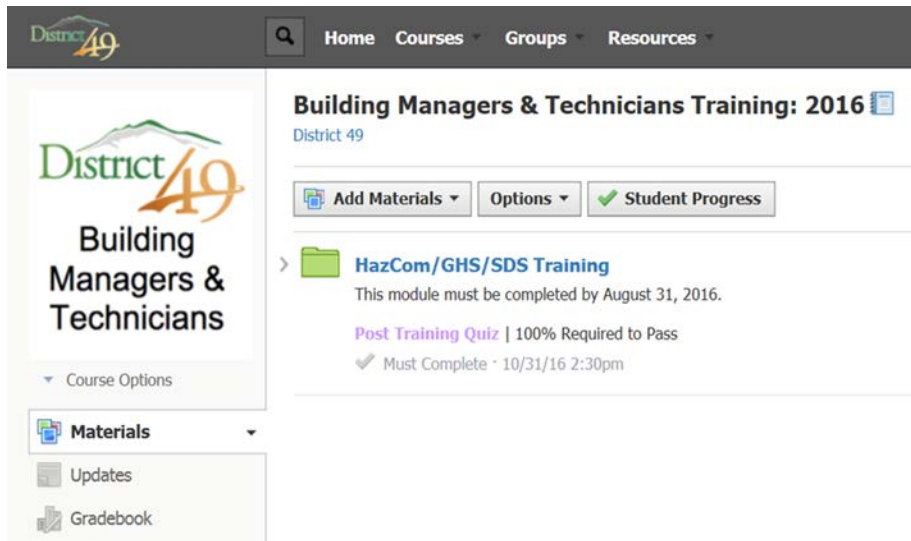 District 49
Home Courses Groups Resources
District 49
Building
Managers &
Technicians
Course Options
Materials
Updates
Gradebook
Building Managers & Technicians Training: 2016
District 49
Add Materials Options Student Progress
HazCom/GHS/SDS Training
This module must be completed by August 31, 2016.
Post Training Quiz | 100% Required to Pass
Must Complete · 10/31/16 2:30pm